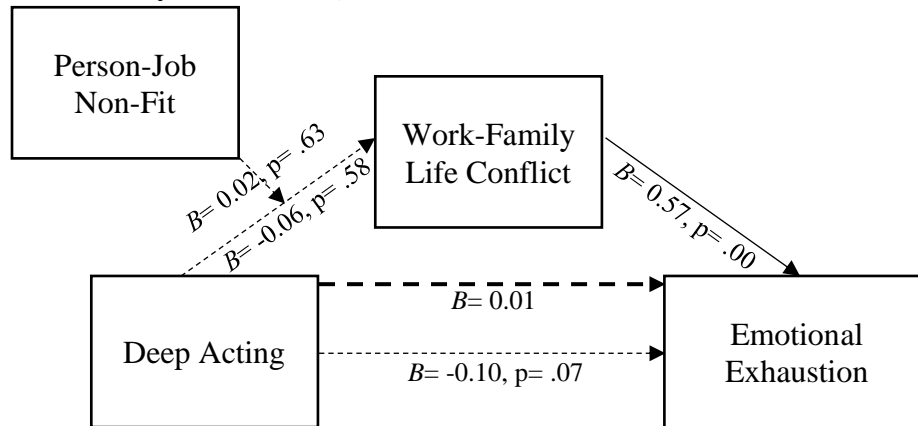 Person-Job
Non-Fit
Work-Family
Life Conflict
B= 0.02, p= .63
B= -0.06, p= .58
B= 0.57, p= .00
Deep Acting
B= 0.01
B= -0.10, p= .07
Emotional
Exhaustion